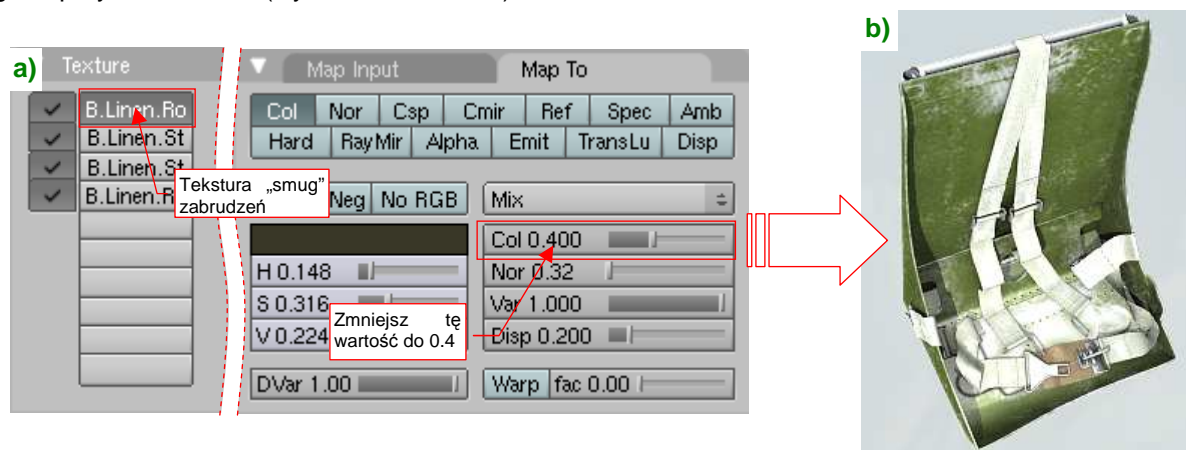 a)
Texture
Map Input Map To
B.Linen.Ro
B.Linen.St
B.Linen.St
B.Linen.R
Tekstura „smug”
zabrudzeń
Col Nor Csp Cmir Ref Spec Amb
Hard RayMir Alpha Emit TransLu Disp
Neg No RGB Mix
Col 0.400
H 0.148 Nor 0.32
S 0.316 Var 1.000
V 0.224 Disp 0.200
Zmniejsz tę
wartość do 0.4
DVar 1.00 Warp fac 0.00
b)